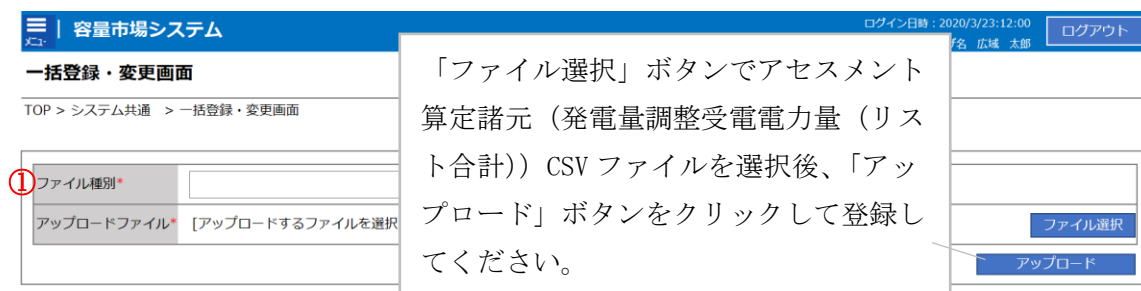 容量市場システム
ログイン日時：2020/3/23:12:00
名 広域 太郎
ログアウト
メニュー
一括登録・変更画面
TOP > システム共通 > 一括登録・変更画面
「ファイル選択」ボタンでアセスメント
算定諸元（発電量調整受電電力量（リス
ト合計））CSV ファイルを選択後、「アッ
プロード」ボタンをクリックして登録し
てください。
① ファイル種別*
アップロードファイル* [アップロードするファイルを選択
ファイル選択
アップロード